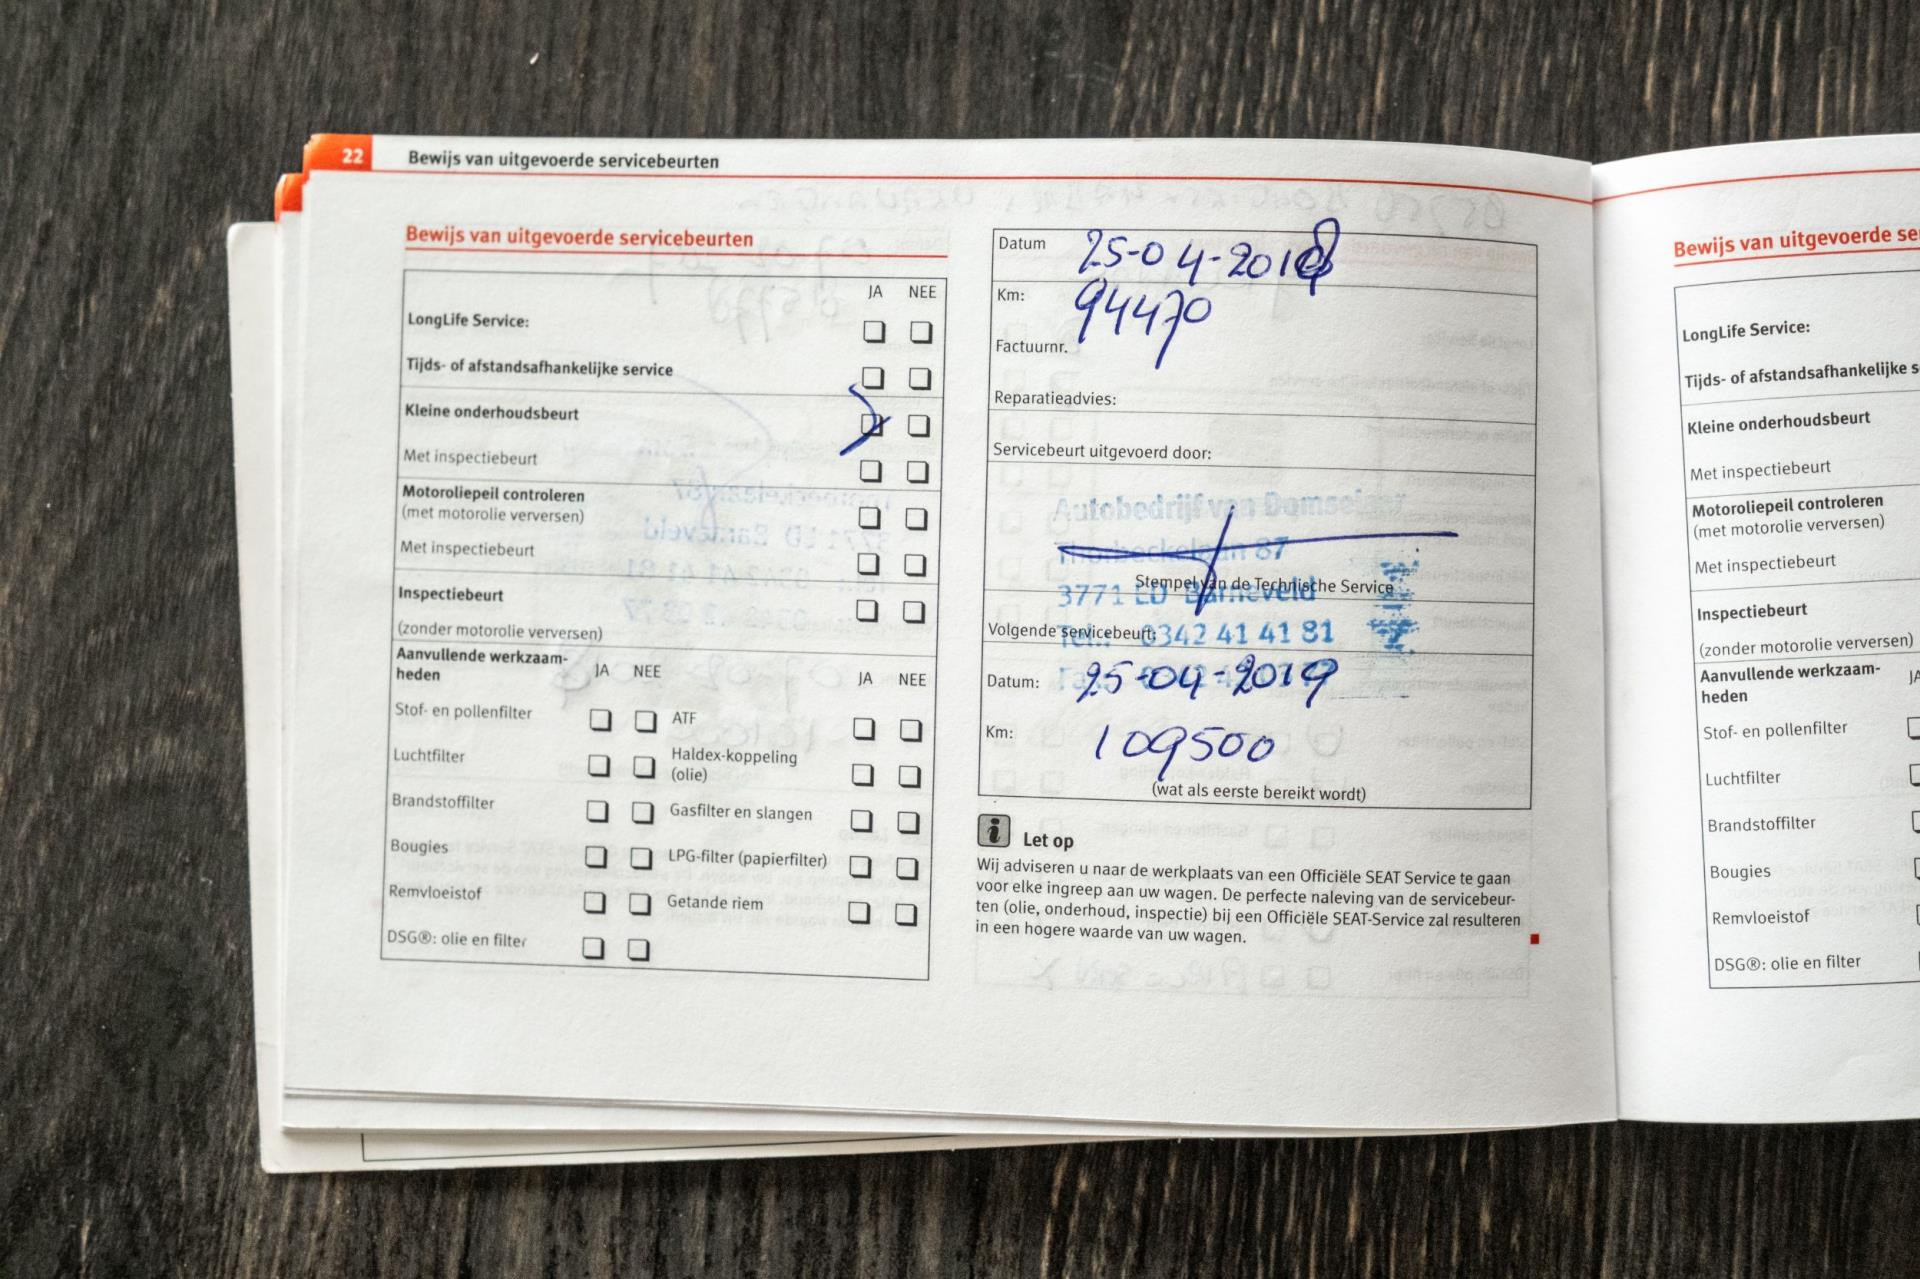 22 Bewijs van uitgevoerde servicebeurten
Bewijs van uitgevoerde servicebeurten
JA NEE
LongLife Service:
Tijds- of afstandsafhankelijke service
Kleine onderhoudsbeurt
Met inspectiebeurt
Motoroliepeil controleren
(met motorolie verversen)
Met inspectiebeurt
Inspectiebeurt
(zonder motorolie verversen)
Aanvullende werkzaam-
heden
JA NEE
JA NEE
Stof- en pollenfilter
ATF
Luchtfilter
Haldex-koppeling
(olie)
Brandstoffilter
Gasfilter en slangen
Bougies
LPG-filter (papierfilter)
Remvloeistof
Getande riem
DSG®: olie en filter
Datum 25-04-2018
Km: 94470
Factuurnr.
Reparatieadvies:
Servicebeurt uitgevoerd door:
Autobedrijf van Domselaar
Thorbeckelaan 87
Stempel van de Technische Service
3771 ED Barneveld
Volgende servicebeurt:
Tel.: 0342 41 41 81
Datum: 25-04-2019
Km: 109500
(wat als eerste bereikt wordt)
Let op
Wij adviseren u naar de werkplaats van een Officiële SEAT Service te gaan
voor elke ingreep aan uw wagen. De perfecte naleving van de servicebeur-
ten (olie, onderhoud, inspectie) bij een Officiële SEAT-Service zal resulteren
in een hogere waarde van uw wagen.
Bewijs van uitgevoerde se
LongLife Service:
Tijds- of afstandsafhankelijke s
Kleine onderhoudsbeurt
Met inspectiebeurt
Motoroliepeil controleren
(met motorolie verversen)
Met inspectiebeurt
Inspectiebeurt
(zonder motorolie verversen)
Aanvullende werkzaam-
heden
JA
Stof- en pollenfilter
Luchtfilter
Brandstoffilter
Bougies
Remvloeistof
DSG®: olie en filter